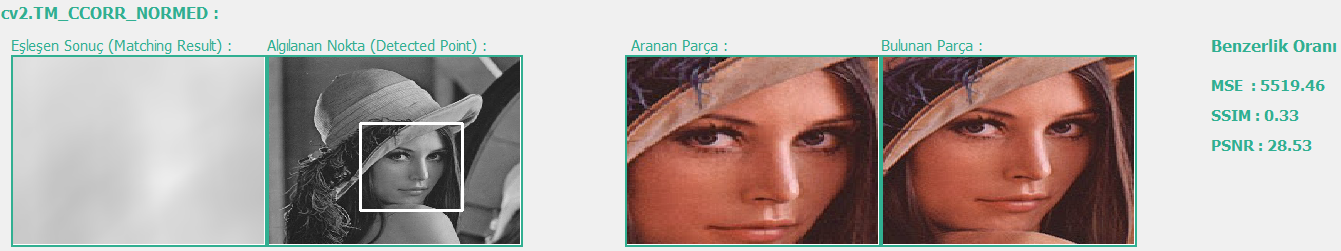 cv2.TM_CCORR_NORMED :
Eşleşen Sonuç (Matching Result) :
Algılanan Nokta (Detected Point) :
Aranan Parça :
Bulunan Parça :
Benzerlik Oranı
MSE : 5519.46
SSIM : 0.33
PSNR : 28.53